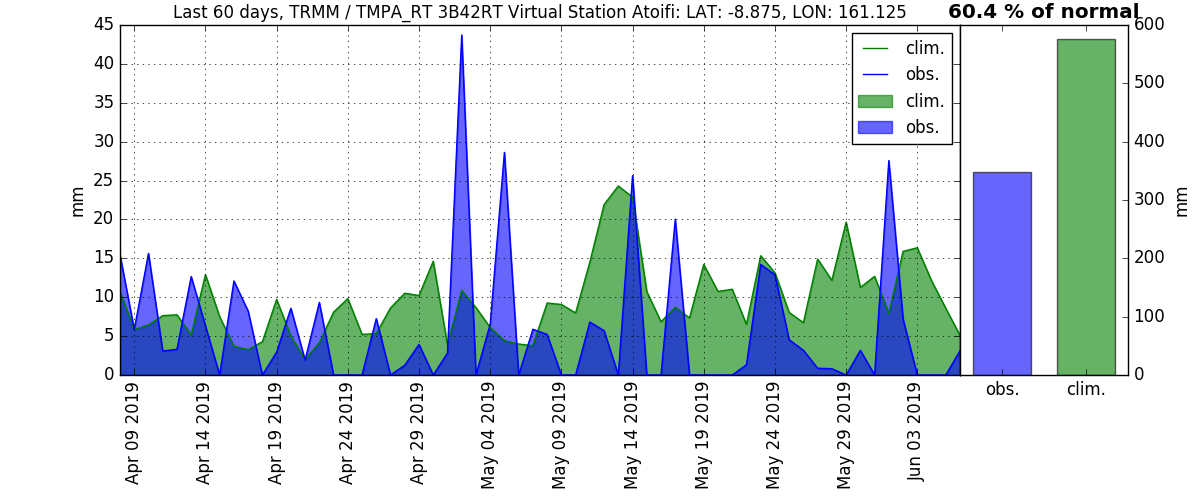 Last 60 days, TRMM / TMPA_RT 3B42RT Virtual Station Atoifi: LAT: -8.875, LON: 161.125
60.4 % of normal
45
40
35
30
25
20
15
10
5
0
mm
clim.
obs.
clim.
obs.
Apr 09 2019
Apr 14 2019
Apr 19 2019
Apr 24 2019
Apr 29 2019
May 04 2019
May 09 2019
May 14 2019
May 19 2019
May 24 2019
May 29 2019
Jun 03 2019
obs.
clim.
600
500
400
300
200
100
0
mm